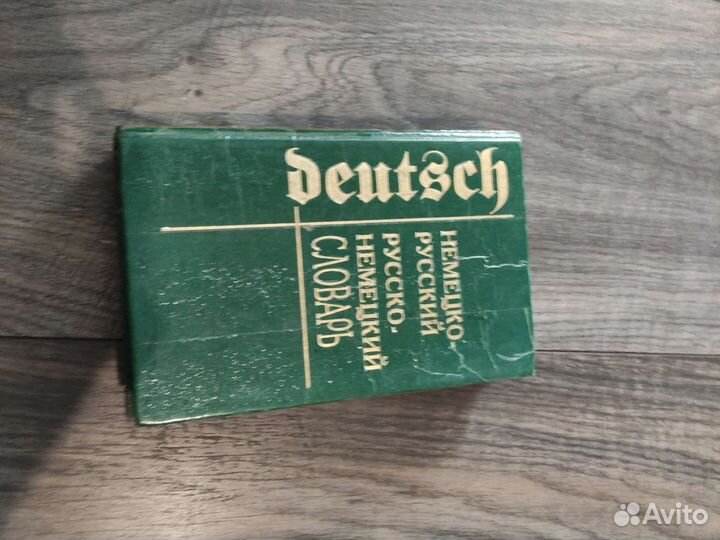 deutsch
НЕМЕЦКО-
РУССКИЙ
РУССКО-
НЕМЕЦКИЙ
СЛОВАРЬ
Avito